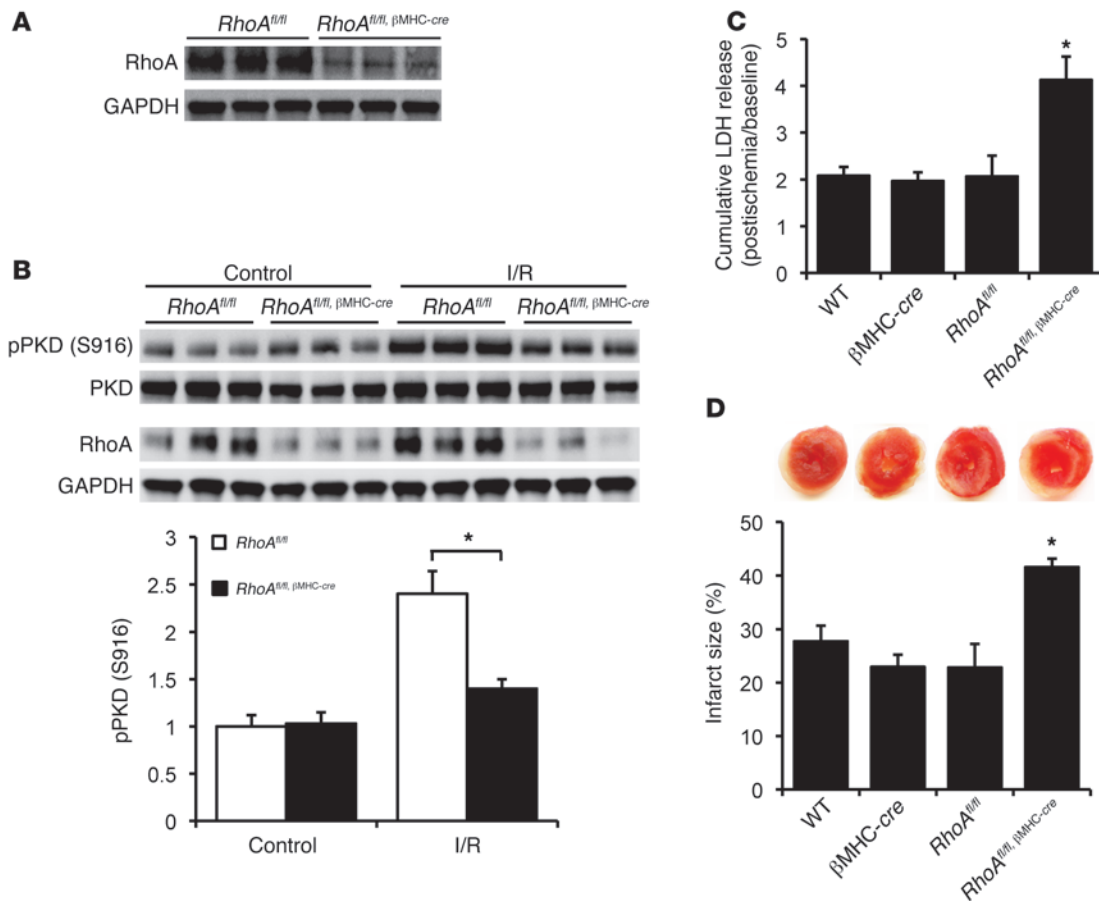 A
RhoAfl/fl RhoAfl/fl, βMHC-cre
RhoA
GAPDH
B
Control I/R
RhoAfl/fl RhoAfl/fl, βMHC-cre RhoAfl/fl RhoAfl/fl, βMHC-cre
pPKD (S916)
PKD
RhoA
GAPDH
3
2.5
2
1.5
1
0.5
0
pPKD (S916)
RhoAfl/fl
RhoAfl/fl, βMHC-cre
*
Control I/R
C
Cumulative LDH release
(postischemia/baseline)
5
4
3
2
1
0
*
WT βMHC-cre RhoAfl/fl RhoAfl/fl, βMHC-cre
D
Infarct size (%)
50
40
30
20
10
0
*
WT βMHC-cre RhoAfl/fl RhoAfl/fl, βMHC-cre